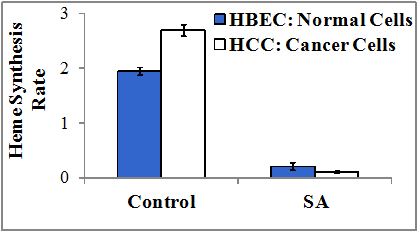 HBEC: Normal Cells
HCC: Cancer Cells
Heme Synthesis
Rate
3
2
1
0
Control SA